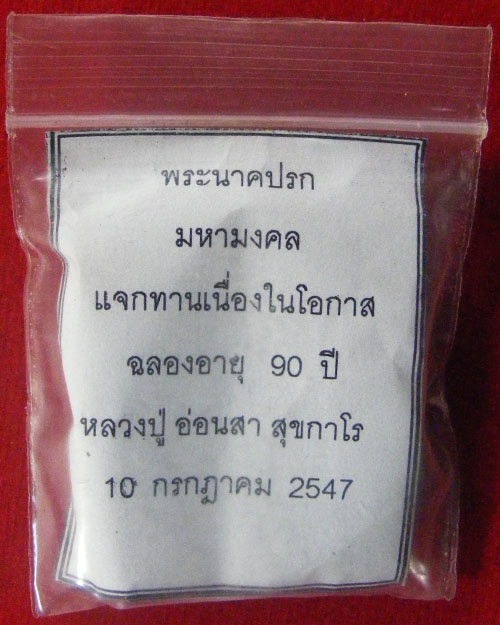 พระนาคปรก
มหามงคล
แจกทานเนื่องในโอกาส
ฉลองอายุ 90 ปี
หลวงปู่ อ่อนสา สุขกาโร
10 กรกฎาคม 2547